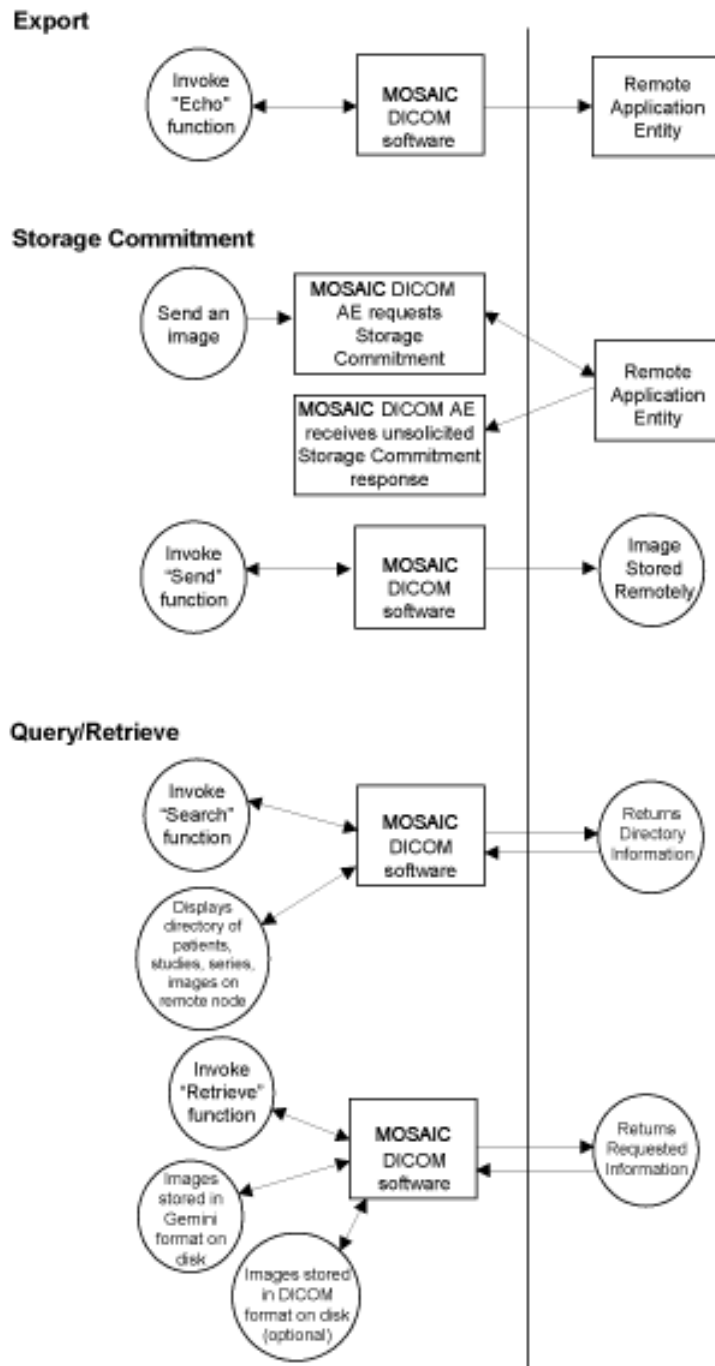 Export
Invoke
"Echo"
function
MOSAIC
DICOM
software
Remote
Application
Entity
Storage Commitment
Send an
image
MOSAIC DICOM
AE requests
Storage
Commitment
Remote
Application
Entity
MOSAIC DICOM AE
receives unsolicited
Storage Commitment
response
Invoke
"Send"
function
MOSAIC
DICOM
software
Image
Stored
Remotely
Query/Retrieve
Invoke
"Search"
function
MOSAIC
DICOM
software
Returns
Directory
Information
Displays
directory of
patients,
studies, series,
images on
remote node
Invoke
"Retrieve"
function
MOSAIC
DICOM
software
Returns
Requested
Information
Images
stored in
Gemini
format on
disk
Images stored
in DICOM
format on disk
(optional)